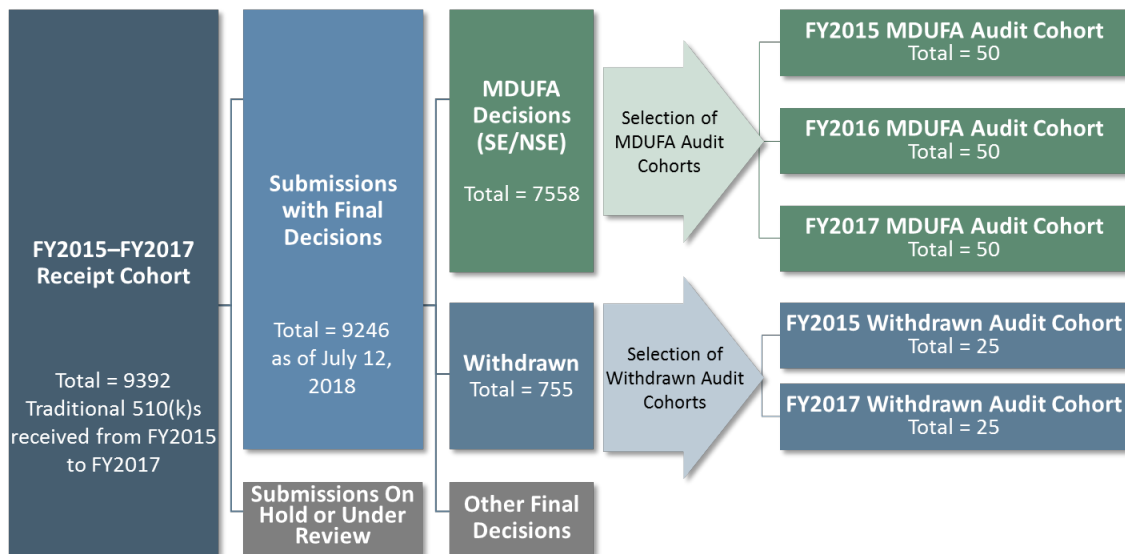 FY2015–FY2017
Receipt Cohort
Total = 9392
Traditional 510(k)s
received from FY2015
to FY2017
Submissions
with Final
Decisions
Total = 9246
as of July 12,
2018
Submissions On
Hold or Under
Review
MDUFA
Decisions
(SE/NSE)
Total = 7558
Withdrawn
Total = 755
Other Final
Decisions
Selection of
MDUFA Audit
Cohorts
Selection of
Withdrawn Audit
Cohorts
FY2015 MDUFA Audit Cohort
Total = 50
FY2016 MDUFA Audit Cohort
Total = 50
FY2017 MDUFA Audit Cohort
Total = 50
FY2015 Withdrawn Audit Cohort
Total = 25
FY2017 Withdrawn Audit Cohort
Total = 25